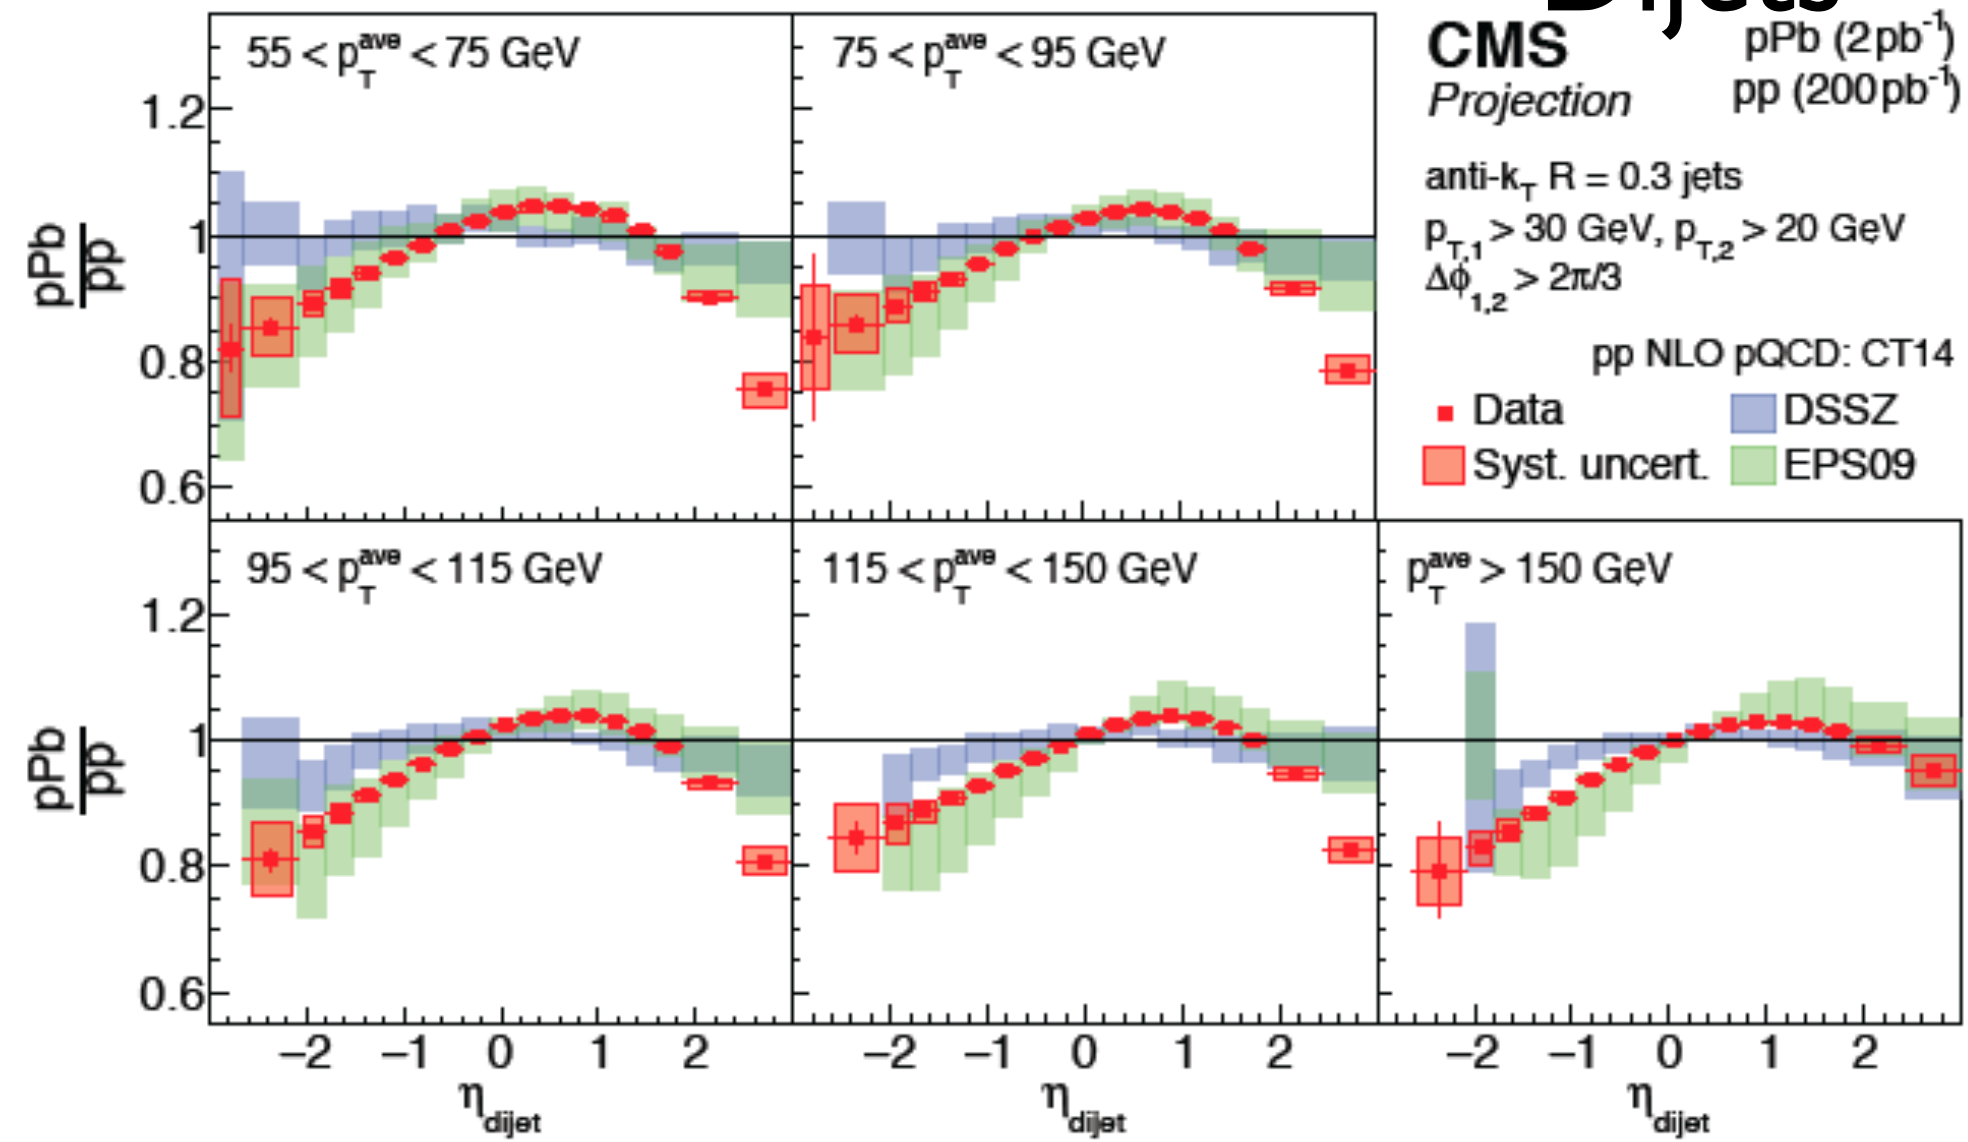 Dijets
CMS
Projection
pPb (2 pb⁻¹)
pp (200 pb⁻¹)
anti-k_T R = 0.3 jets
p_T,1 > 30 GeV, p_T,2 > 20 GeV
Δϕ_1,2 > 2π/3
pp NLO pQCD: CT14
Data
DSSZ
Syst. uncert.
EPS09
55 < p_T^ave < 75 GeV
75 < p_T^ave < 95 GeV
pPb
pp
1.2
1
0.8
0.6
95 < p_T^ave < 115 GeV
115 < p_T^ave < 150 GeV
p_T^ave > 150 GeV
pPb
pp
1.2
1
0.8
0.6
−2 −1 0 1 2
−2 −1 0 1 2
−2 −1 0 1 2
η_dijet
η_dijet
η_dijet